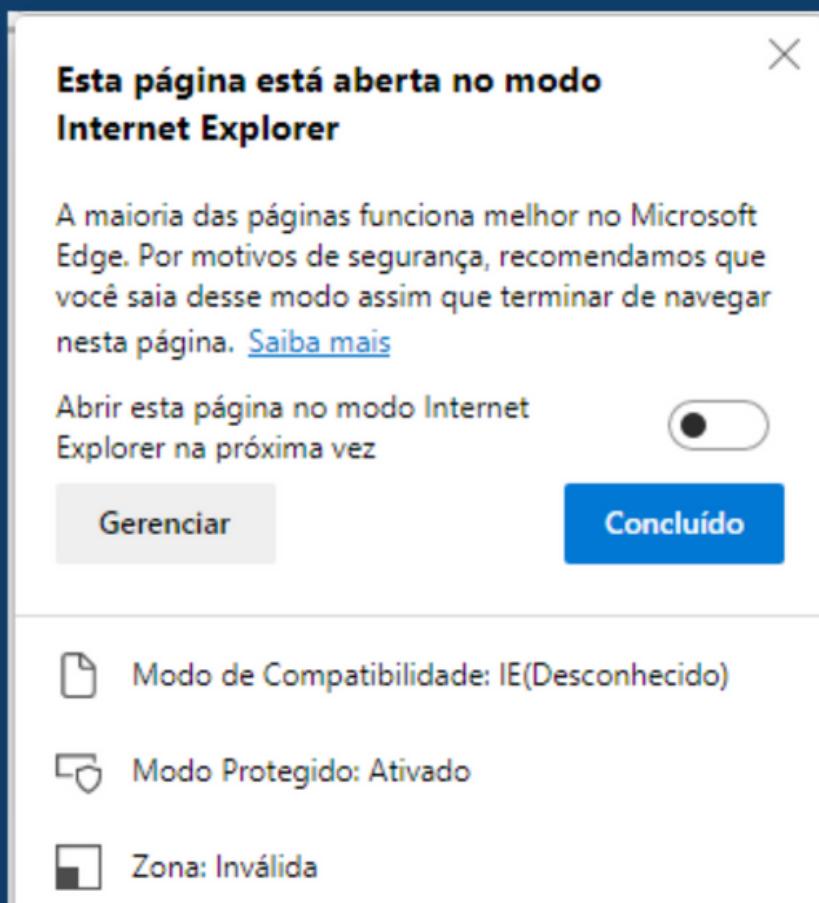 Esta página está aberta no modo
Internet Explorer
A maioria das páginas funciona melhor no Microsoft
Edge. Por motivos de segurança, recomendamos que
você saia desse modo assim que terminar de navegar
nesta página. Saiba mais
Abrir esta página no modo Internet
Explorer na próxima vez
Gerenciar
Concluído
Modo de Compatibilidade: IE(Desconhecido)
Modo Protegido: Ativado
Zona: Inválida